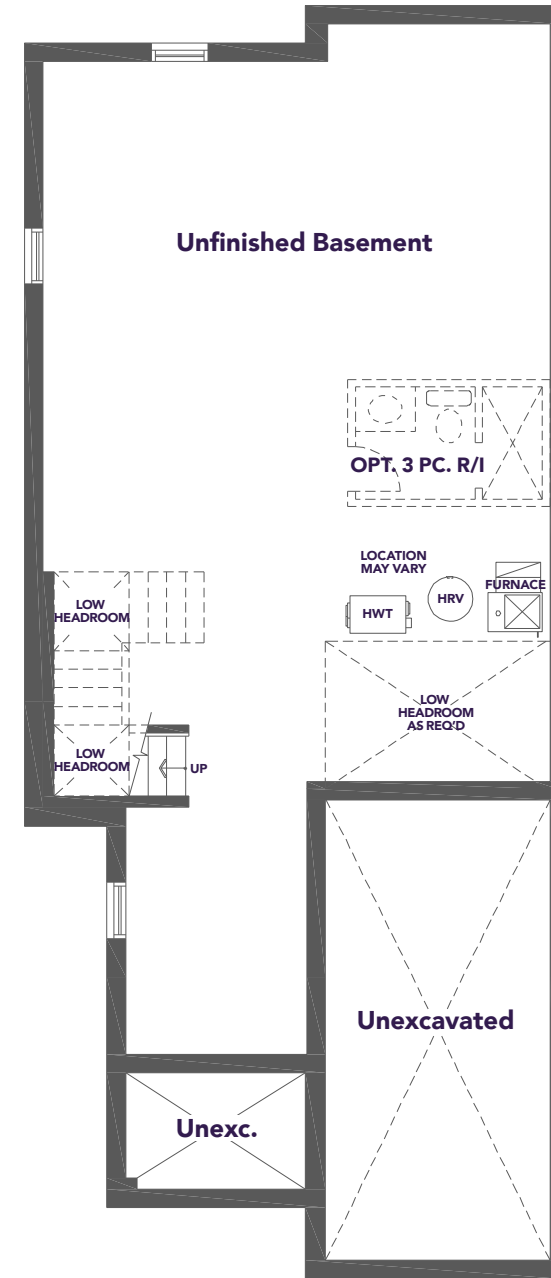 Unfinished Basement
OPT. 3 PC. R/I
LOCATION
MAY VARY
FURNACE
HRV
HWT
LOW
HEADROOM
LOW
HEADROOM
AS REQ'D
LOW
HEADROOM
UP
Unexcavated
Unexc.